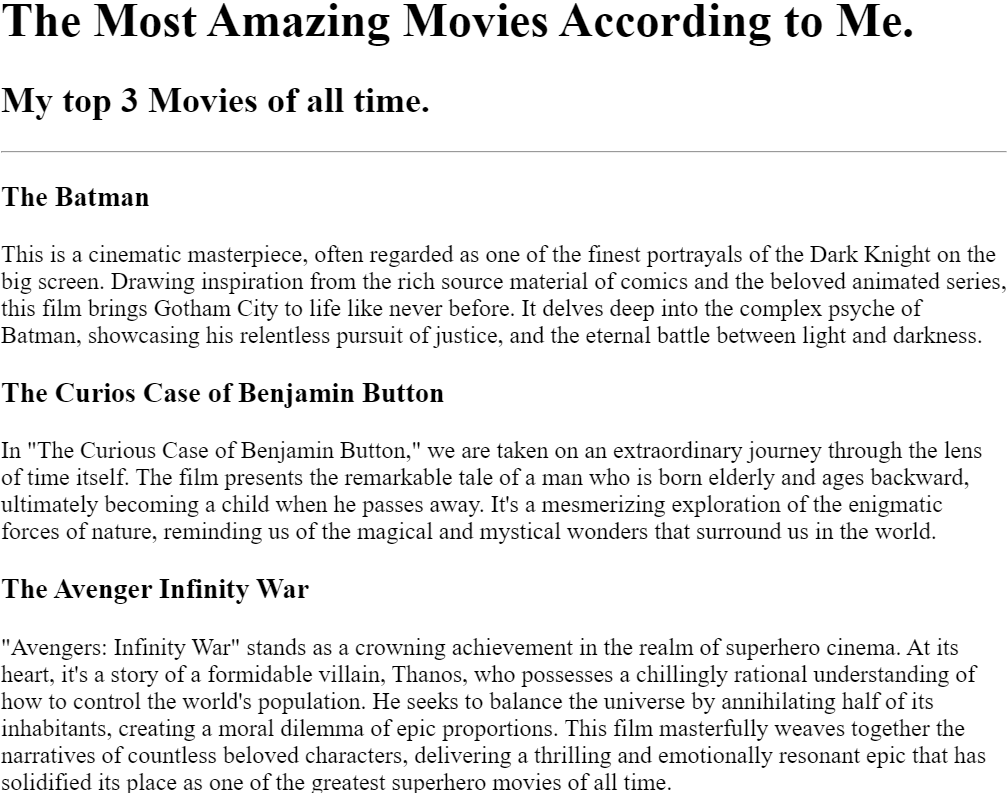 The Most Amazing Movies According to Me.
My top 3 Movies of all time.
The Batman
This is a cinematic masterpiece, often regarded as one of the finest portrayals of the Dark Knight on the
big screen. Drawing inspiration from the rich source material of comics and the beloved animated series,
this film brings Gotham City to life like never before. It delves deep into the complex psyche of
Batman, showcasing his relentless pursuit of justice, and the eternal battle between light and darkness.
The Curios Case of Benjamin Button
In "The Curious Case of Benjamin Button," we are taken on an extraordinary journey through the lens
of time itself. The film presents the remarkable tale of a man who is born elderly and ages backward,
ultimately becoming a child when he passes away. It's a mesmerizing exploration of the enigmatic
forces of nature, reminding us of the magical and mystical wonders that surround us in the world.
The Avenger Infinity War
"Avengers: Infinity War" stands as a crowning achievement in the realm of superhero cinema. At its
heart, it's a story of a formidable villain, Thanos, who possesses a chillingly rational understanding of
how to control the world's population. He seeks to balance the universe by annihilating half of its
inhabitants, creating a moral dilemma of epic proportions. This film masterfully weaves together the
narratives of countless beloved characters, delivering a thrilling and emotionally resonant epic that has
solidified its place as one of the greatest superhero movies of all time.